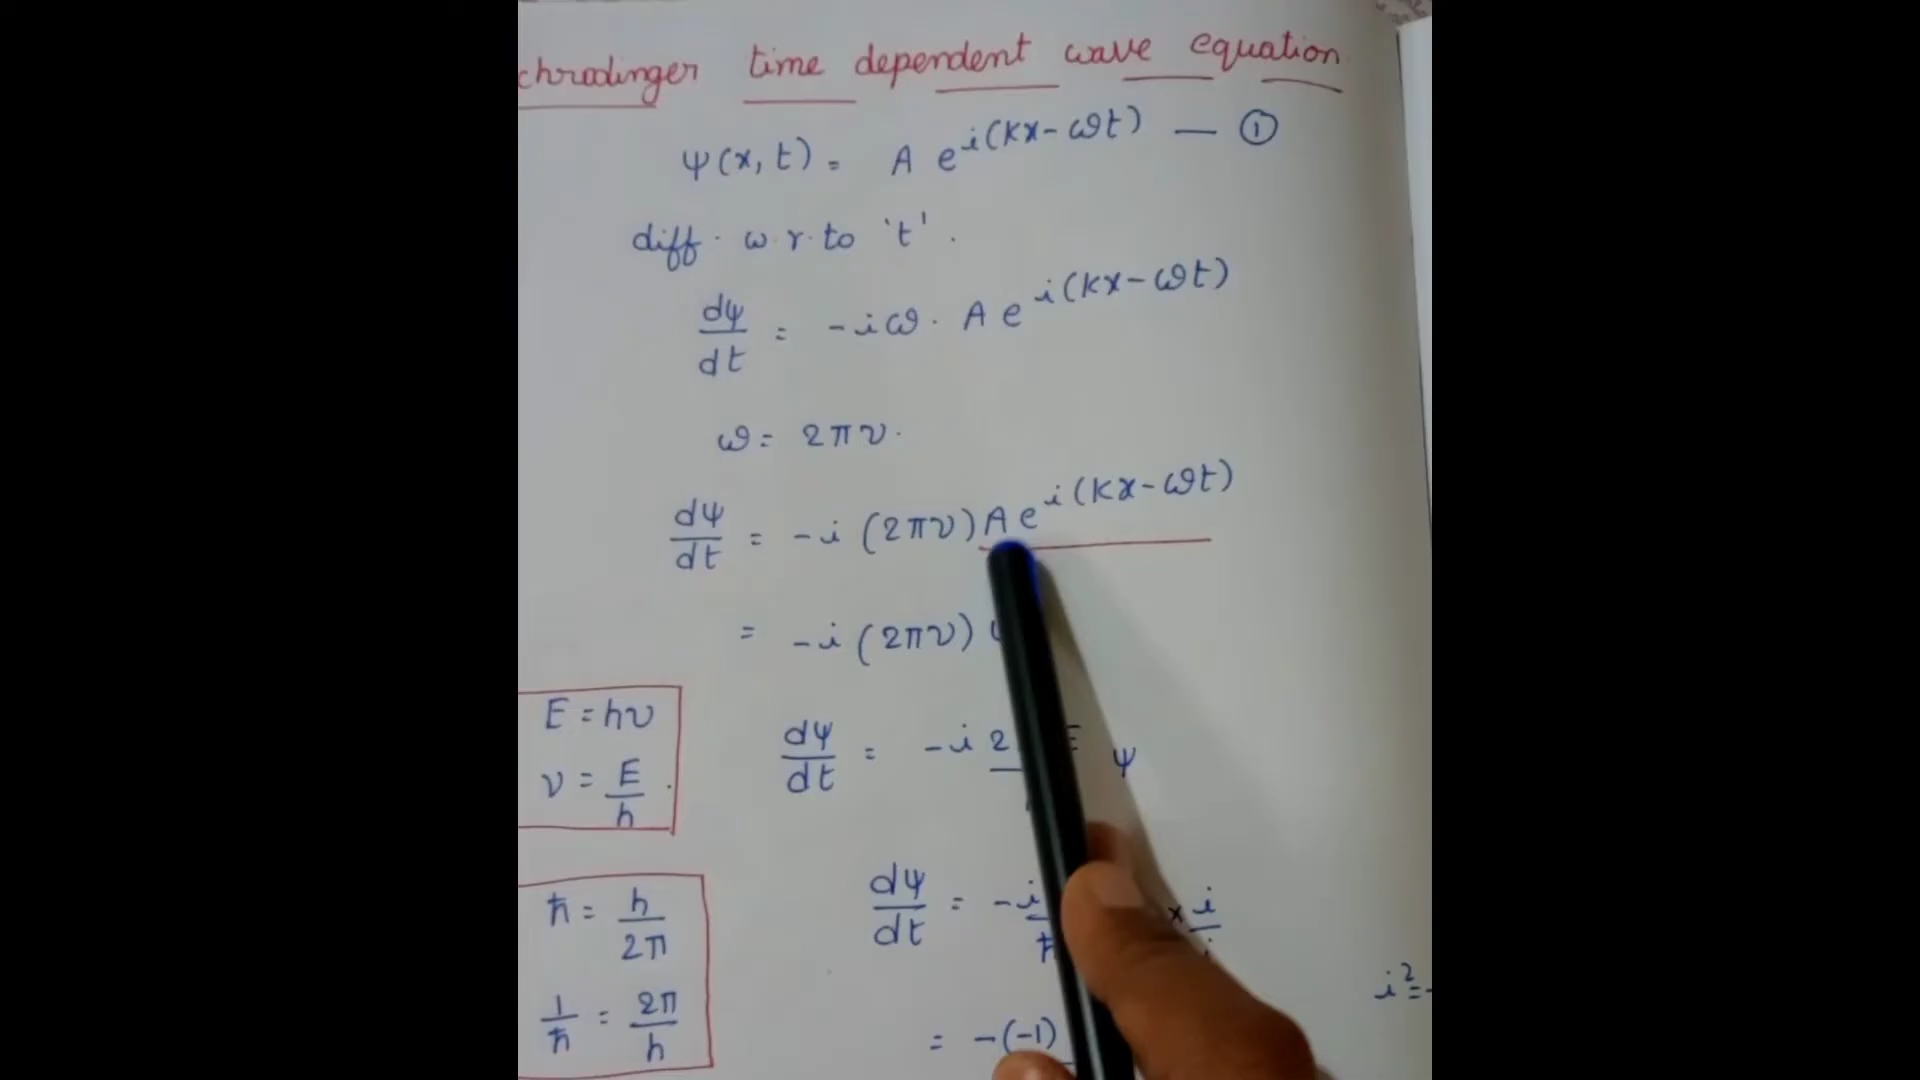 chrodinger time dependent wave equation
ψ(x, t) = A e^{i(kx-ωt)} — ①
diff. w.r.to 't'.
dψ/dt = -iω. A e^{i(kx-ωt)}
ω = 2πν.
dψ/dt = -i (2πν) A e^{i(kx-ωt)}
= -i (2πν)
E = hν
ν = E/h.
dψ/dt = -i 2 E ψ
ħ = h/2π
dψ/dt = -i/ħ × i/i
i² = -
1/ħ = 2π/h
= -(-1)